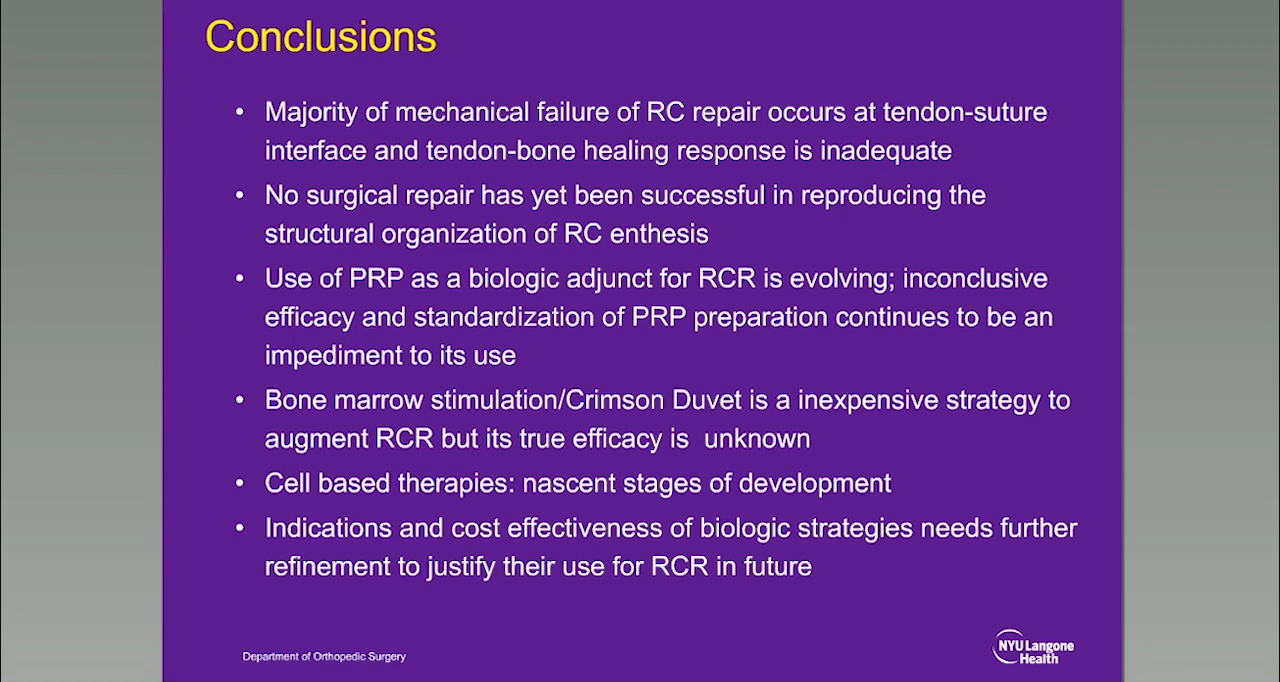 Conclusions
• Majority of mechanical failure of RC repair occurs at tendon-suture
interface and tendon-bone healing response is inadequate
• No surgical repair has yet been successful in reproducing the
structural organization of RC enthesis
• Use of PRP as a biologic adjunct for RCR is evolving; inconclusive
efficacy and standardization of PRP preparation continues to be an
impediment to its use
• Bone marrow stimulation/Crimson Duvet is a inexpensive strategy to
augment RCR but its true efficacy is  unknown
• Cell based therapies: nascent stages of development
• Indications and cost effectiveness of biologic strategies needs further
refinement to justify their use for RCR in future
Department of Orthopedic Surgery
NYU Langone
Health